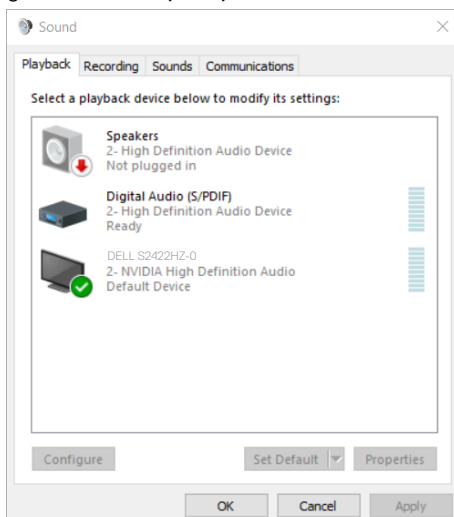 Sound
Playback Recording Sounds Communications
Select a playback device below to modify its settings:
Speakers
2- High Definition Audio Device
Not plugged in
Digital Audio (S/PDIF)
2- High Definition Audio Device
Ready
DELL S2422HZ-0
2- NVIDIA High Definition Audio
Default Device
Configure Set Default Properties
OK Cancel Apply